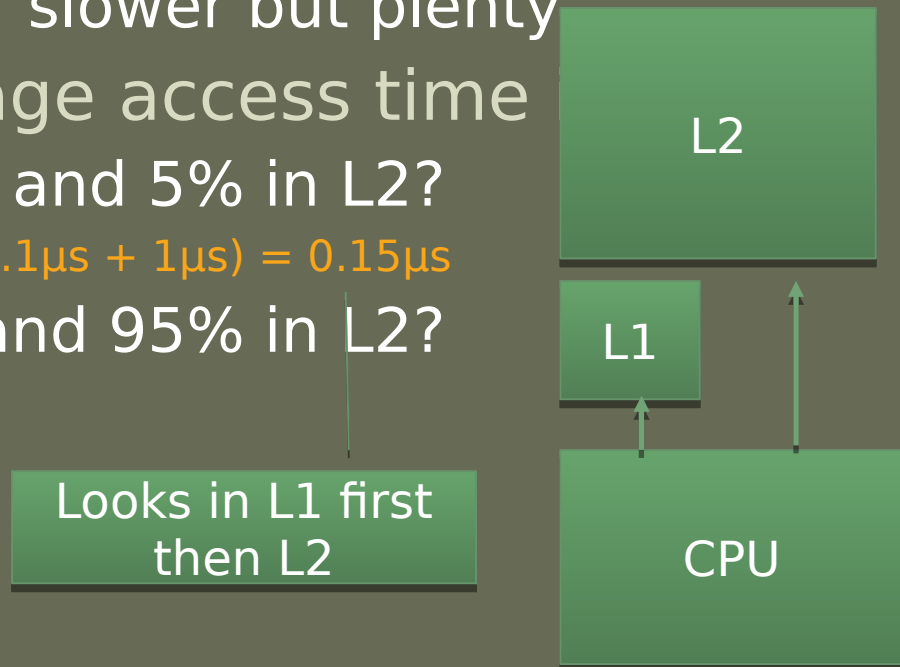 slower but plenty
age access time
and 5% in L2?
.1μs + 1μs) = 0.15μs
and 95% in L2?
Looks in L1 first
then L2
L2
L1
CPU